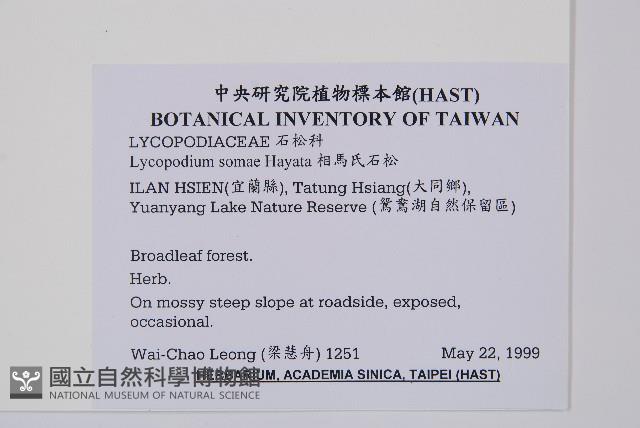 中央研究院植物標本館(HAST)
BOTANICAL INVENTORY OF TAIWAN
LYCOPODIACEAE 石松科
Lycopodium somae Hayata 相馬氏石松
ILAN HSIEN(宜蘭縣), Tatung Hsiang(大同鄉),
Yuanyang Lake Nature Reserve (鴛鴦湖自然保留區)
Broadleaf forest.
Herb.
On mossy steep slope at roadside, exposed,
occasional.
Wai-Chao Leong (梁慧舟) 1251 May 22, 1999
HERBARIUM, ACADEMIA SINICA, TAIPEI (HAST)
國立自然科學博物館
NATIONAL MUSEUM OF NATURAL SCIENCE